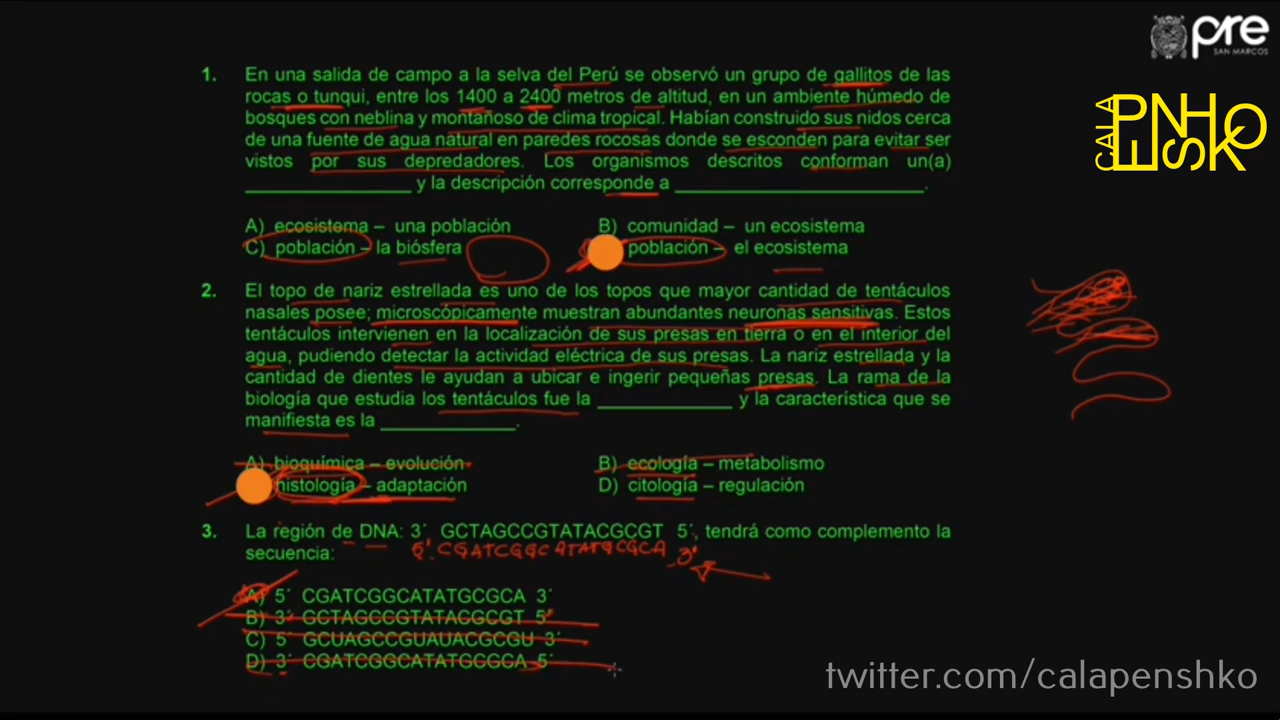 pre
SAN MARCOS
CALA
PENSHKO
1. En una salida de campo a la selva del Perú se observó un grupo de gallitos de las
rocas o tunqui, entre los 1400 a 2400 metros de altitud, en un ambiente húmedo de
bosques con neblina y montañoso de clima tropical. Habían construido sus nidos cerca
de una fuente de agua natural en paredes rocosas donde se esconden para evitar ser
vistos por sus depredadores. Los organismos descritos conforman un(a)
_______________ y la descripción corresponde a _______________________.
A) ecosistema – una población B) comunidad – un ecosistema
C) población – la biósfera población – el ecosistema
2. El topo de nariz estrellada es uno de los topos que mayor cantidad de tentáculos
nasales posee; microscópicamente muestran abundantes neuronas sensitivas. Estos
tentáculos intervienen en la localización de sus presas en tierra o en el interior del
agua, pudiendo detectar la actividad eléctrica de sus presas. La nariz estrellada y la
cantidad de dientes le ayudan a ubicar e ingerir pequeñas presas. La rama de la
biología que estudia los tentáculos fue la ____________ y la característica que se
manifiesta es la ____________.
A) bioquímica – evolución B) ecología – metabolismo
histología – adaptación D) citología – regulación
3. La región de DNA: 3´ GCTAGCCGTATACGCGT 5´, tendrá como complemento la
secuencia: 5'. CGATCGGCATATGCGCA 3'
A) 5´ CGATCGGCATATGCGCA 3´
B) 3´ GCTAGCCGTATACGCGT 5´
C) 5´ GCUAGCCGUAUACGCGU 3´
D) 3´ CGATCGGCATATGCGCA 5´
twitter.com/calapenshko